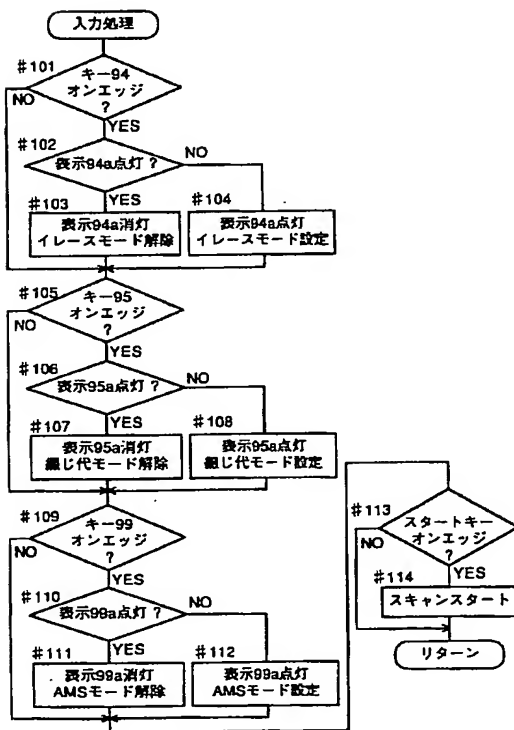 入力処理
#101
キー94
オンエッジ
?
NO
YES
#102
表示94a点灯?
NO
YES
#103
表示94a消灯
イレースモード解除
#104
表示94a点灯
イレースモード設定
#105
キー95
オンエッジ
?
NO
YES
#106
表示95a点灯?
NO
YES
#107
表示95a消灯
綴じ代モード解除
#108
表示95a点灯
綴じ代モード設定
#109
キー99
オンエッジ
?
NO
YES
#110
表示99a点灯?
NO
YES
#111
表示99a消灯
AMSモード解除
#112
表示99a点灯
AMSモード設定
#113
スタートキー
オンエッジ
?
NO
YES
#114
スキャンスタート
リターン